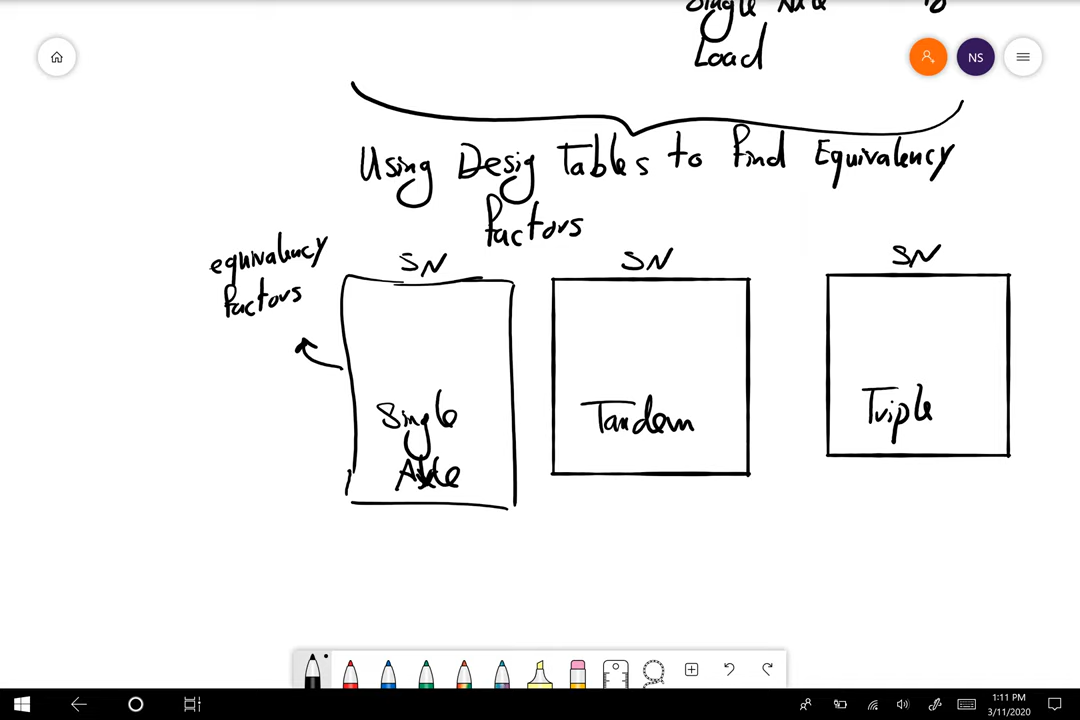 Load
NS
Using Desig Tables to Find Equivalency
Factors
equivalency
Factors
SN
SN
SN
Single
Axle
Tandem
Triple
1:11 PM
3/11/2020